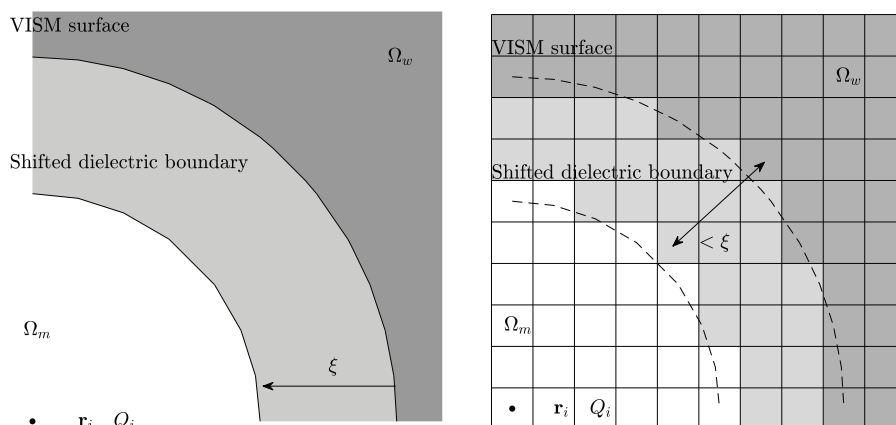 VISM surface
Ω_w
Shifted dielectric boundary
Ω_m
ξ
r_i Q_i
VISM surface
Ω_w
Shifted dielectric boundary
< ξ
Ω_m
r_i Q_i